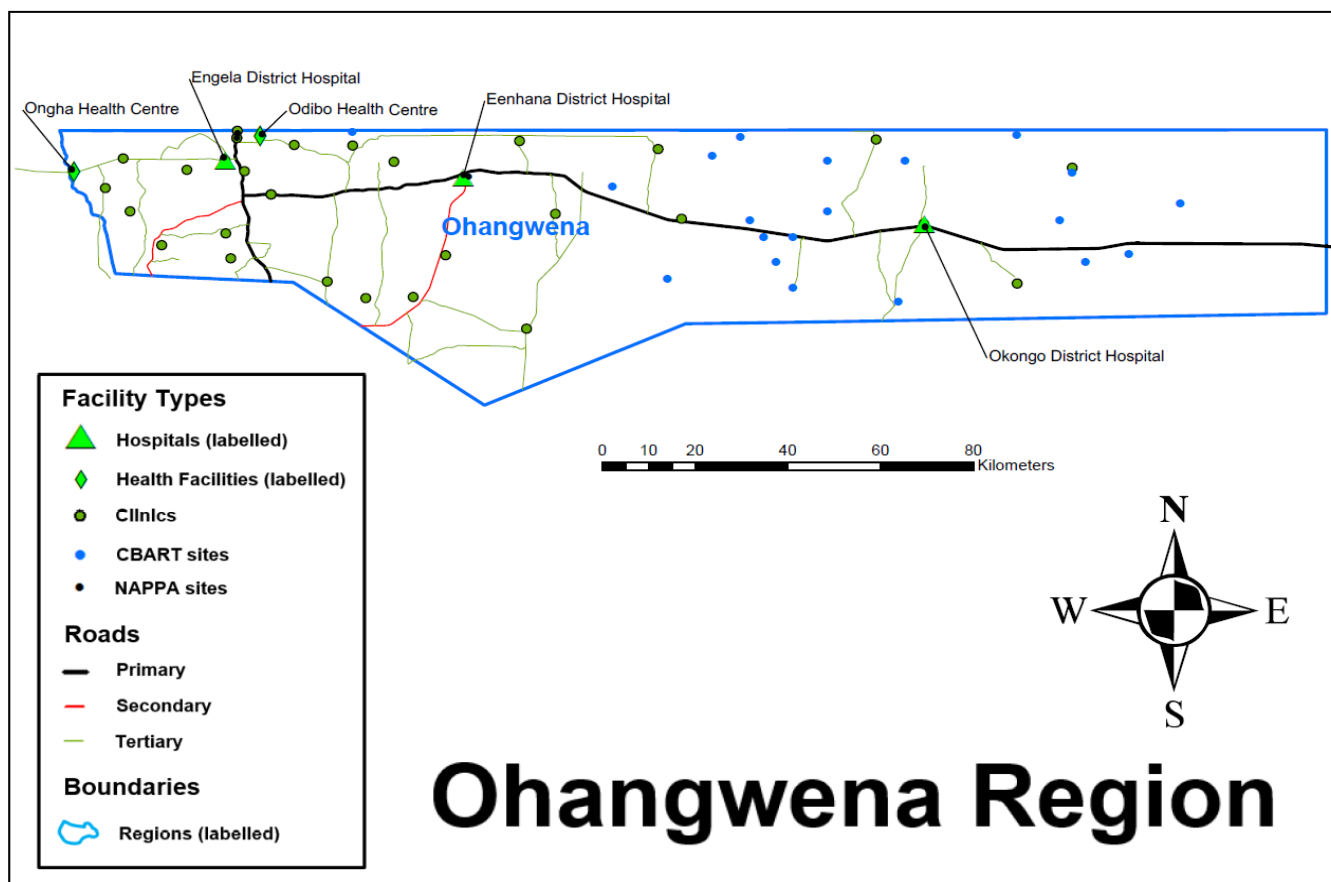 Engela District Hospital
Ongha Health Centre
Odibo Health Centre
Eenhana District Hospital
Ohangwena
Okongo District Hospital
Facility Types
Hospitals (labelled)
Health Facilities (labelled)
Clinics
CBART sites
NAPPA sites
Roads
Primary
Secondary
Tertiary
Boundaries
Regions (labelled)
0 10 20 40 60 80
Kilometers
N
W E
S
Ohangwena Region